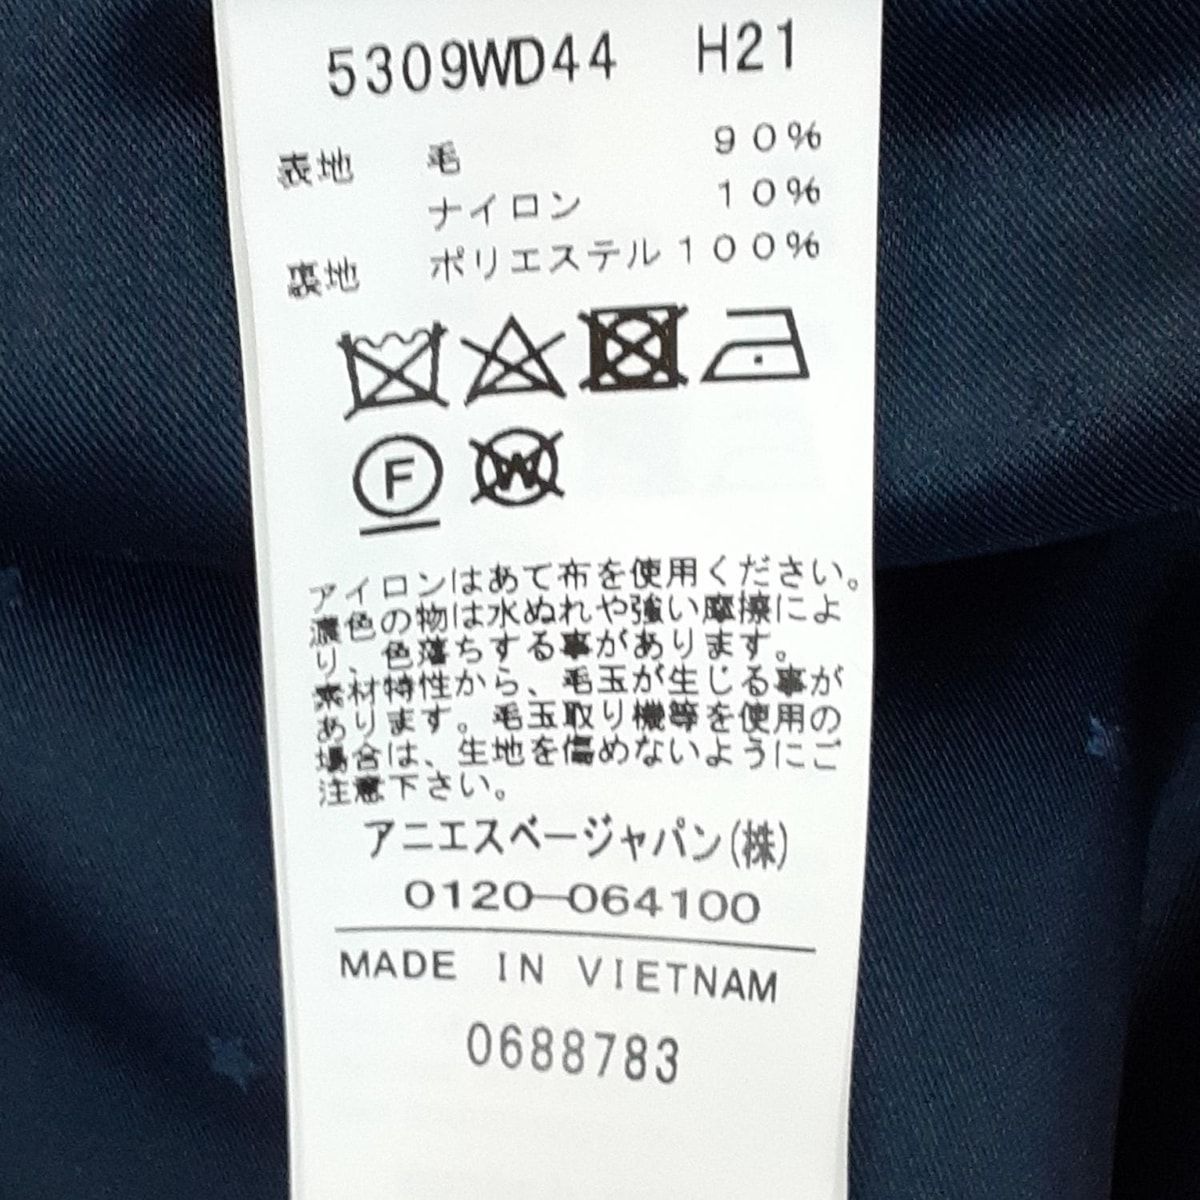 5309WD44 H21
表地 毛 90%
ナイロン 10%
裏地 ポリエステル100%
F W
アイロンはあて布を使用ください。
濃色の物は水ぬれや強い摩擦によ
り、色落ちする事があります。
素材特性から、毛玉が生じる事が
あります。毛玉取り機等を使用の
場合は、生地を傷めないようにご
注意下さい。
アニエスベージャパン(株)
0120-064100
MADE IN VIETNAM
0688783